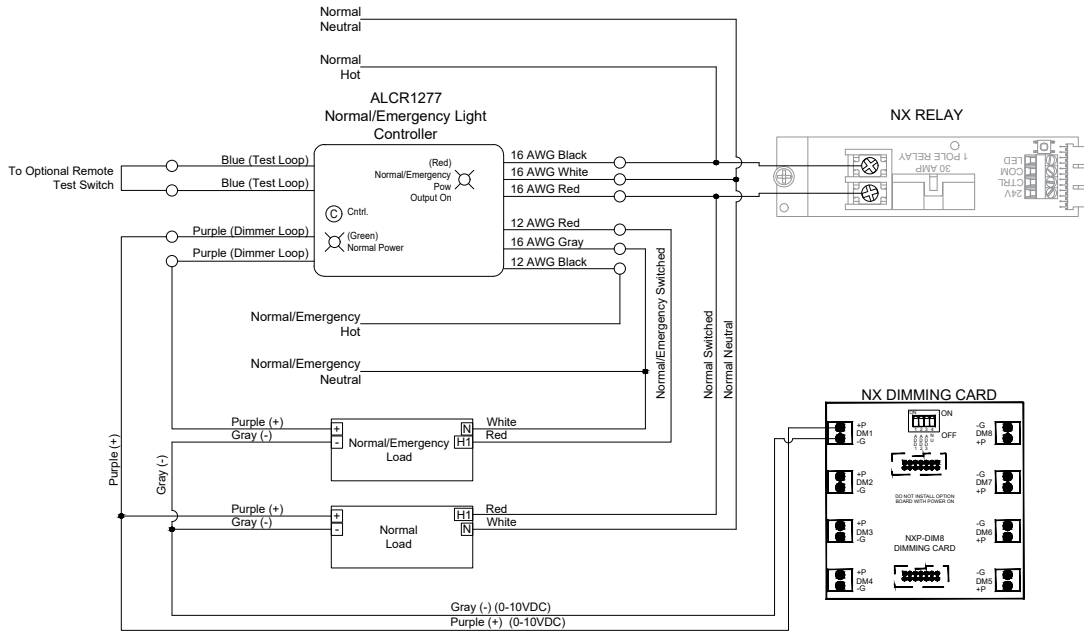 Normal
Neutral
Normal
Hot
ALCR1277
Normal/Emergency Light
Controller
To Optional Remote
Test Switch
Blue (Test Loop)
Blue (Test Loop)
Purple (Dimmer Loop)
Purple (Dimmer Loop)
(Red)
Normal/Emergency
Pow
Output On
C Cntrl.
(Green)
Normal Power
16 AWG Black
16 AWG White
16 AWG Red
12 AWG Red
16 AWG Gray
12 AWG Black
NX RELAY
30 AMP
1 POLE RELAY
LED
COM
CTRL
24V
Normal/Emergency
Hot
Normal/Emergency
Neutral
Normal/Emergency Switched
Normal Switched
Normal Neutral
Purple (+)
Gray (-)
Purple (+)
Gray (-)
+
-
Normal/Emergency
Load
N
H1
White
Red
Purple (+)
Gray (-)
+
-
Normal
Load
H1
N
Red
White
Gray (-) (0-10VDC)
Purple (+) (0-10VDC)
NX DIMMING CARD
ON
ON
OFF
1 2 3 4
+P
DM1
-G
+P
DM2
-G
+P
DM3
-G
+P
DM4
-G
DO NOT INSTALL OPTION
BOARD WITH POWER ON
NXP-DIM8
DIMMING CARD
-G
DM8
+P
-G
DM7
+P
-G
DM6
+P
-G
DM5
+P